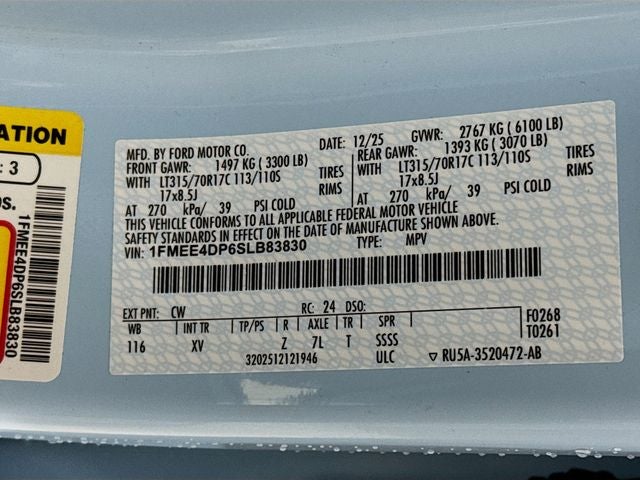 ATION
: 3
OS.
1FMEE4DP6SLB83830
MFD. BY FORD MOTOR CO. DATE: 12/25 GVWR: 2767 KG ( 6100 LB)
FRONT GAWR: 1497 KG ( 3300 LB) REAR GAWR: 1393 KG ( 3070 LB)
WITH LT315/70R17C 113/110S TIRES WITH LT315/70R17C 113/110S TIRES
17x8.5J RIMS 17x8.5J RIMS
AT 270 kPa/ 39 PSI COLD AT 270 kPa/ 39 PSI COLD
THIS VEHICLE CONFORMS TO ALL APPLICABLE FEDERAL MOTOR VEHICLE
SAFETY STANDARDS IN EFFECT ON THE DATE OF MANUFACTURE SHOWN ABOVE.
VIN: 1FMEE4DP6SLB83830 TYPE: MPV
EXT PNT: CW RC: 24 DSO:
WB INT TR TP/PS R AXLE TR SPR F0268
116 XV Z 7L T SSSS T0261
3202512121946 ULC ▽ RU5A-3520472-AB